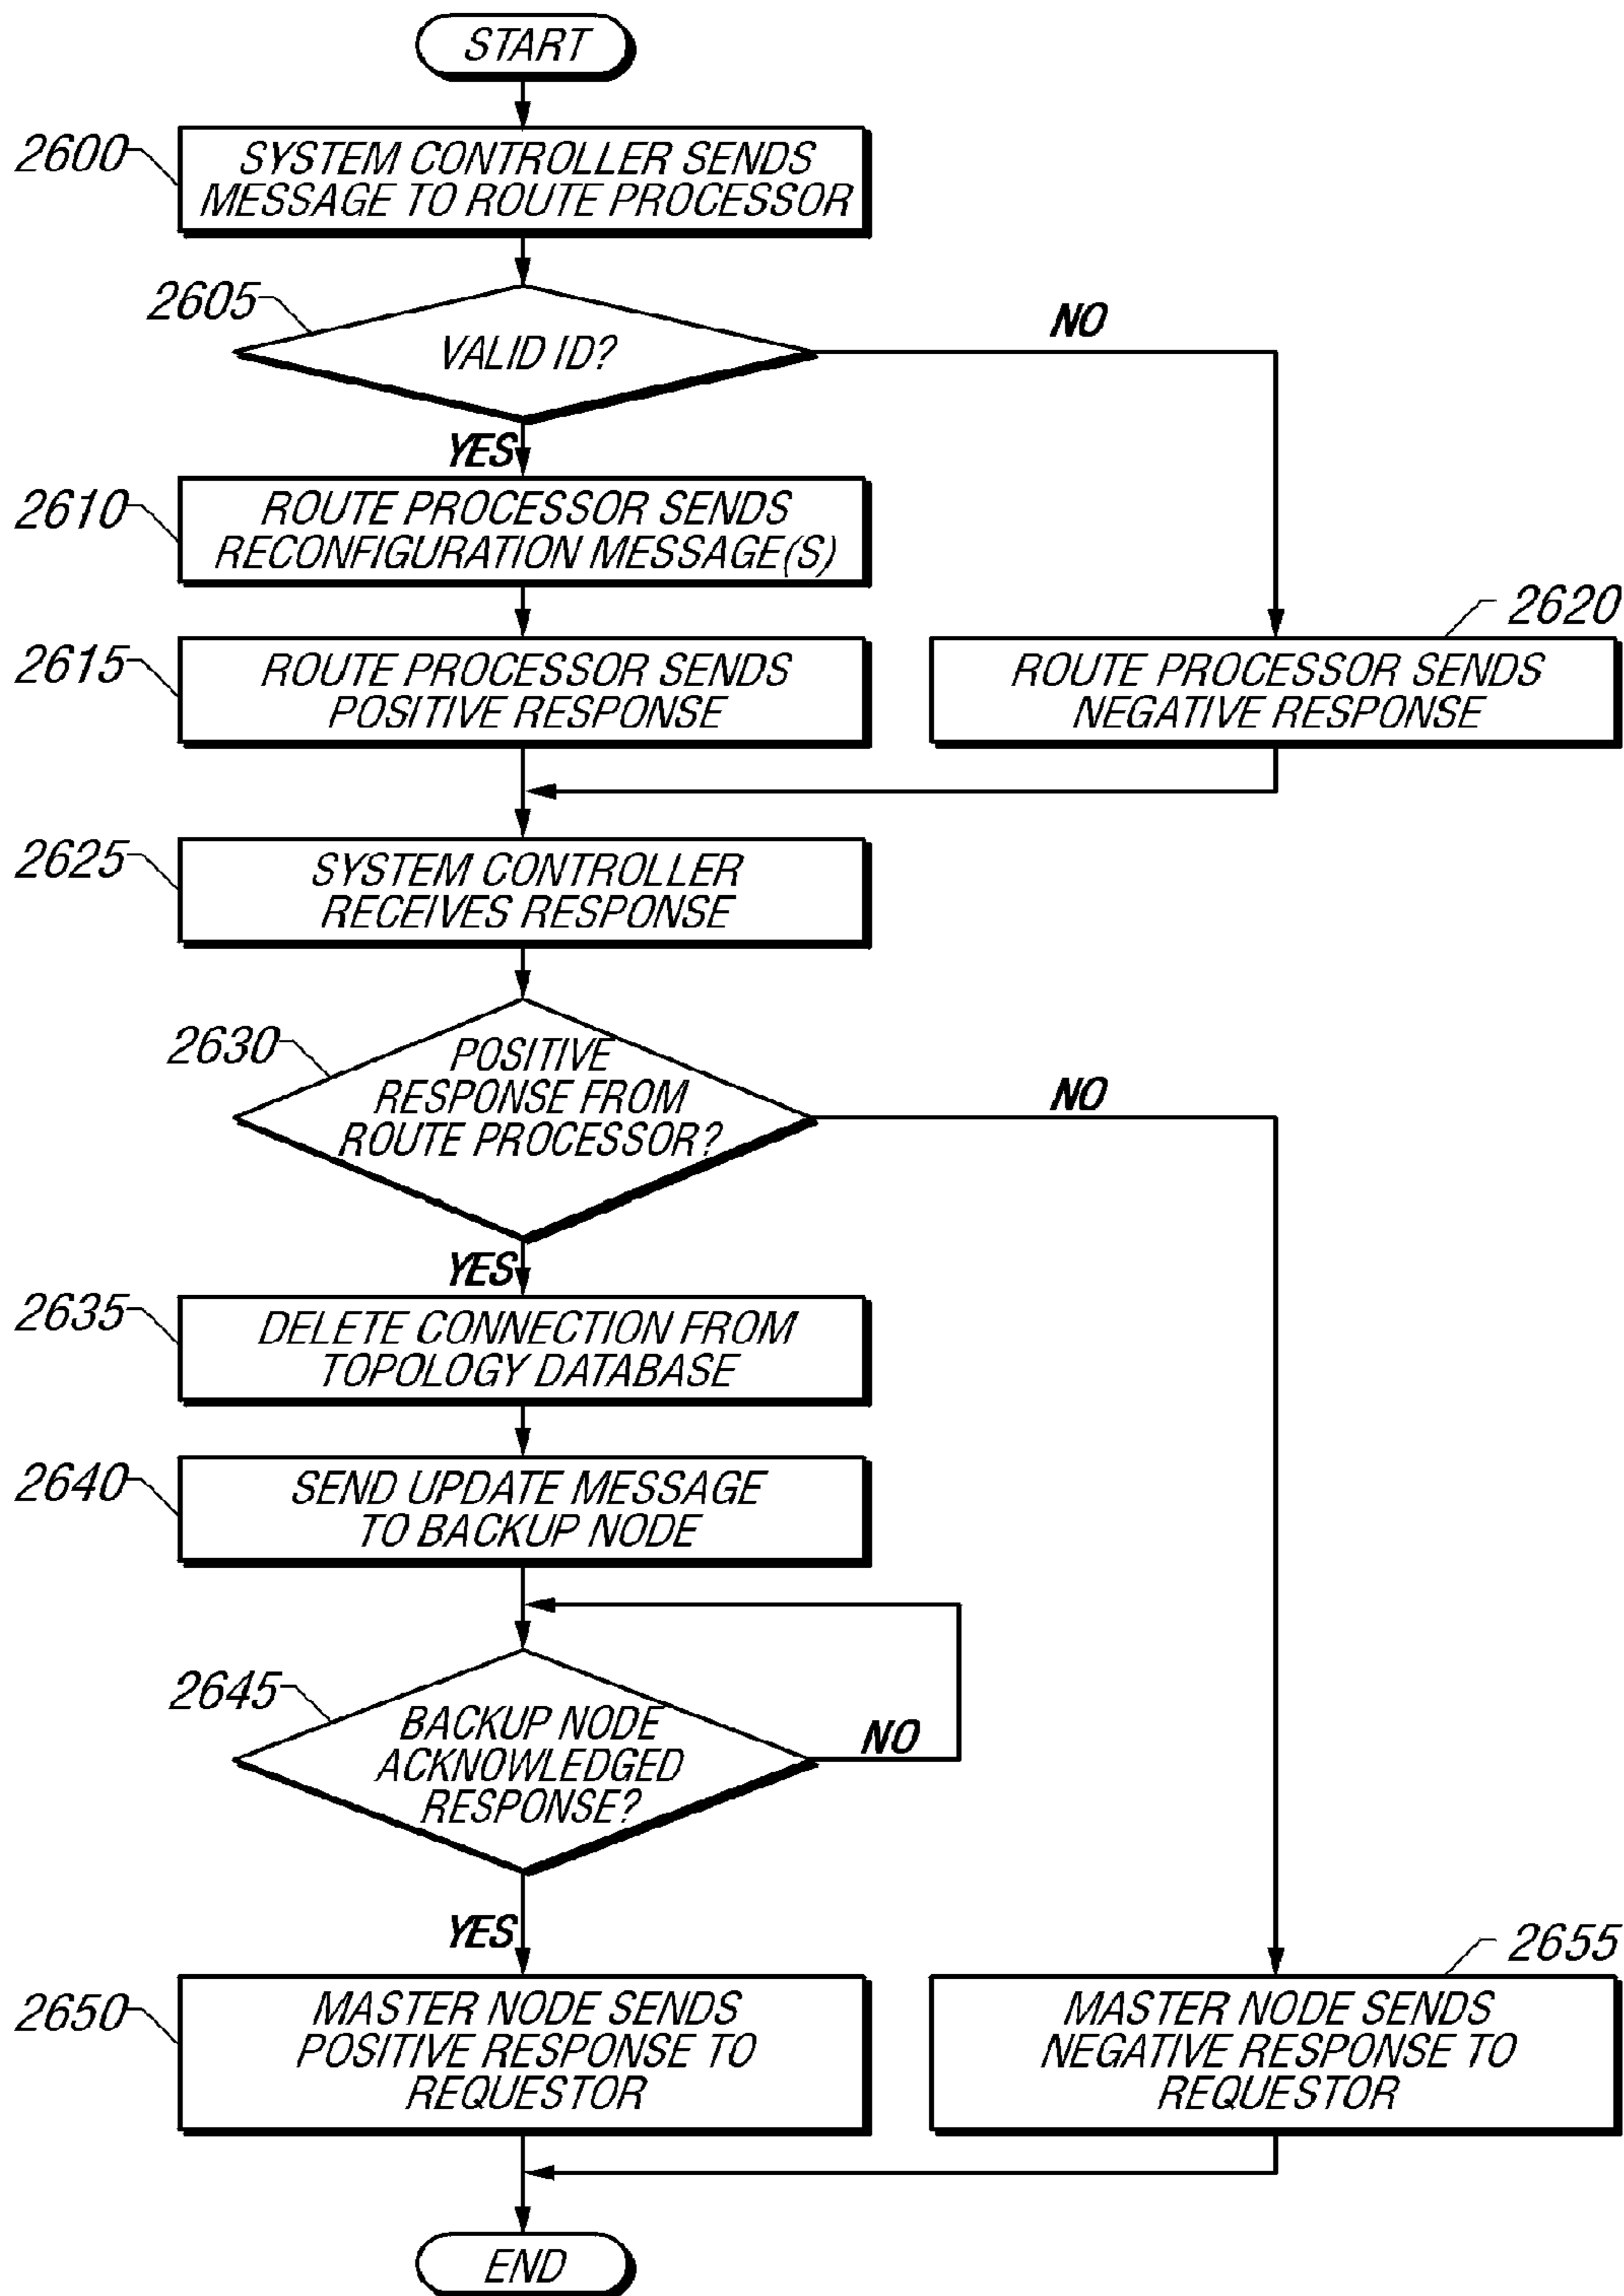 START
2600
SYSTEM CONTROLLER SENDS
MESSAGE TO ROUTE PROCESSOR
2605
VALID ID?
NO
YES
2610
ROUTE PROCESSOR SENDS
RECONFIGURATION MESSAGE(S)
2615
ROUTE PROCESSOR SENDS
POSITIVE RESPONSE
2620
ROUTE PROCESSOR SENDS
NEGATIVE RESPONSE
2625
SYSTEM CONTROLLER
RECEIVES RESPONSE
2630
POSITIVE
RESPONSE FROM
ROUTE PROCESSOR?
NO
YES
2635
DELETE CONNECTION FROM
TOPOLOGY DATABASE
2640
SEND UPDATE MESSAGE
TO BACKUP NODE
2645
BACKUP NODE
ACKNOWLEDGED
RESPONSE?
NO
YES
2650
MASTER NODE SENDS
POSITIVE RESPONSE TO
REQUESTOR
2655
MASTER NODE SENDS
NEGATIVE RESPONSE TO
REQUESTOR
END